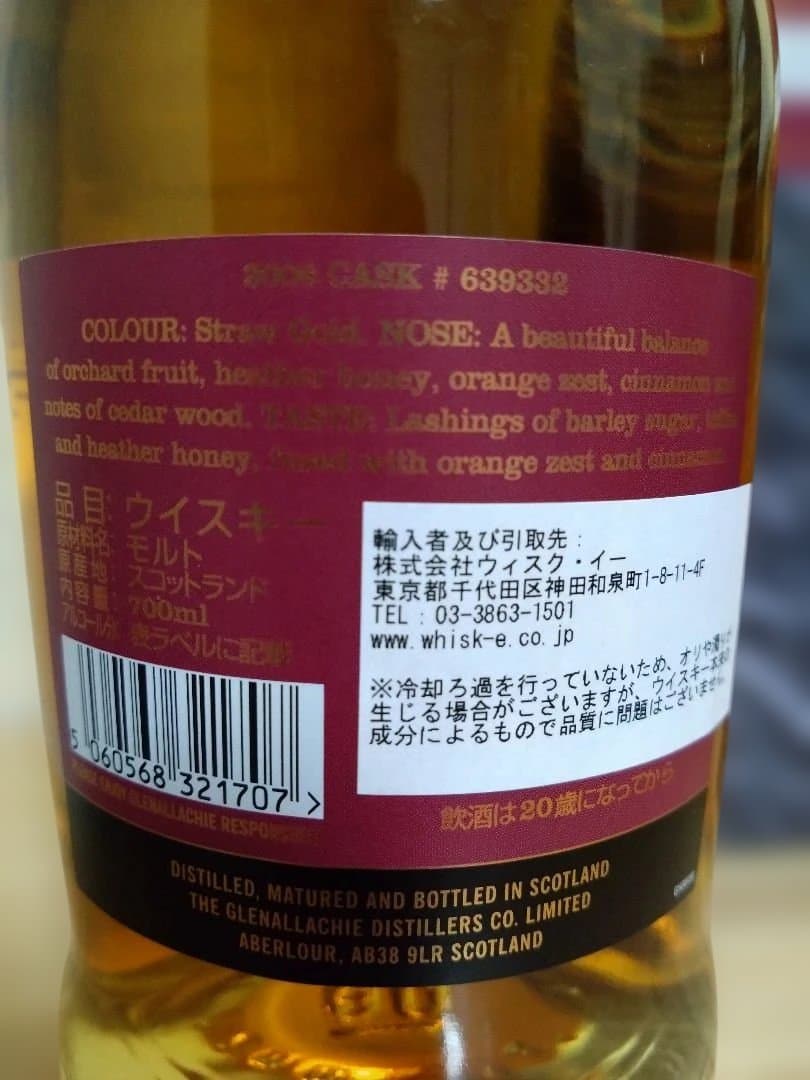 CASK # 639332
COLOUR: Straw Gold. NOSE: A beautiful balance
of orchard fruit, heather honey, orange zest, cinnamon and
notes of cedar wood. TASTE: Lashings of barley sugar,
and heather honey, with orange zest and cinnamon.
品目: ウイスキー
原材料名: モルト
原産地: スコットランド
内容量: 700ml
アルコール分: 表ラベルに記載
輸入者及び引取先:
株式会社ウィスク・イー
東京都千代田区神田和泉町1-8-11-4F
TEL : 03-3863-1501
www.whisk-e.co.jp
※冷却ろ過を行っていないため、オリや濁りが
生じる場合がございますが、ウイスキー本来の
成分によるもので品質に問題はございません。
5 060568 321707 >
PLEASE ENJOY GLENALLACHIE RESPONSIBLY
飲酒は20歳になってから
DISTILLED, MATURED AND BOTTLED IN SCOTLAND
THE GLENALLACHIE DISTILLERS CO. LIMITED
ABERLOUR, AB38 9LR SCOTLAND